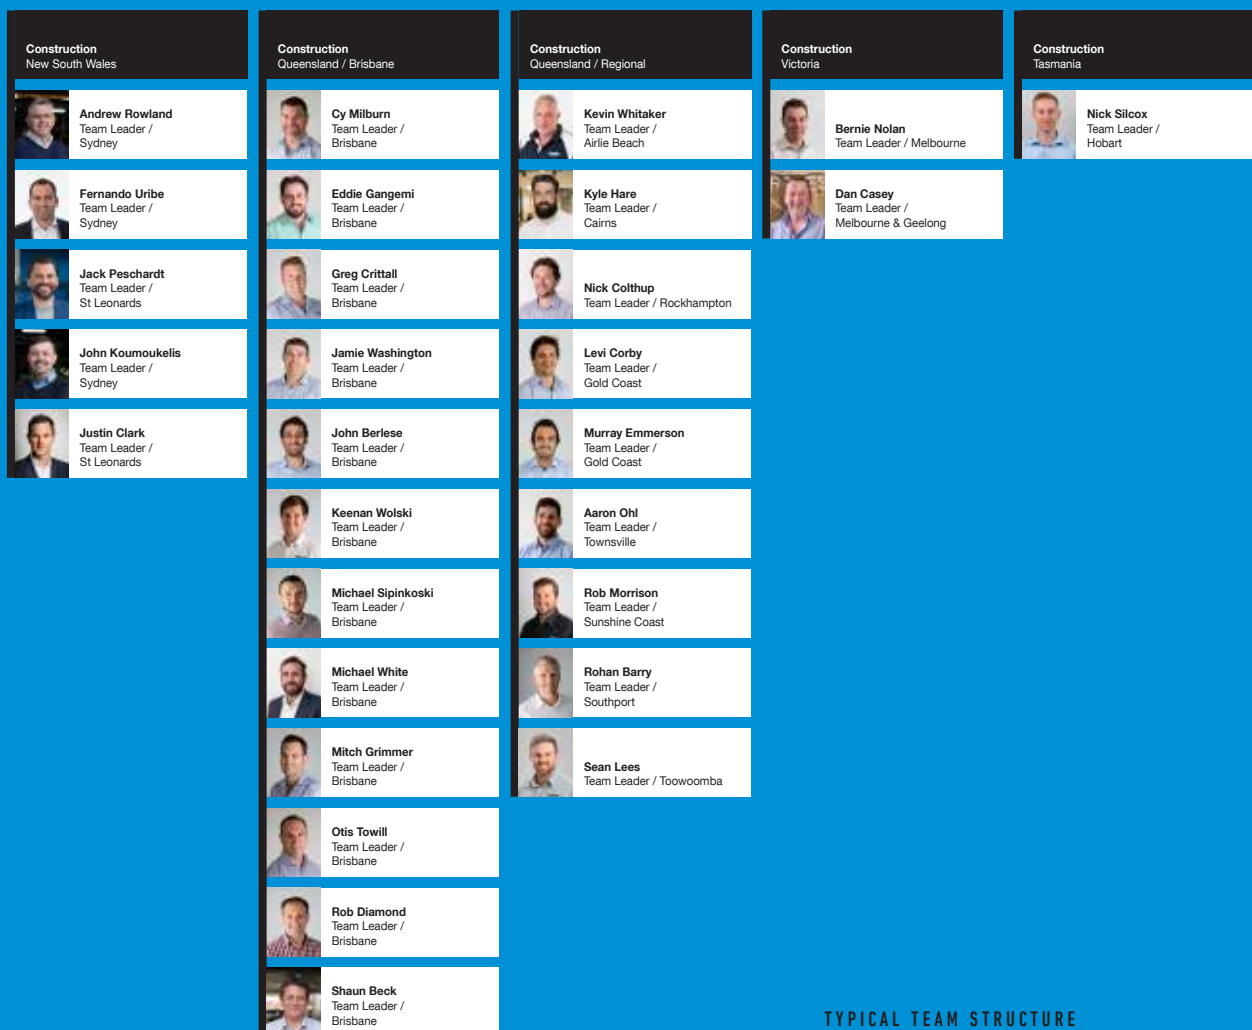 Construction
New South Wales
Andrew Rowland
Team Leader /
Sydney
Fernando Uribe
Team Leader /
Sydney
Jack Peschardt
Team Leader /
St Leonards
John Koumoukelis
Team Leader /
Sydney
Justin Clark
Team Leader /
St Leonards
Construction
Queensland / Brisbane
Cy Milburn
Team Leader /
Brisbane
Eddie Gangemi
Team Leader /
Brisbane
Greg Crittall
Team Leader /
Brisbane
Jamie Washington
Team Leader /
Brisbane
John Berlese
Team Leader /
Brisbane
Keenan Wolski
Team Leader /
Brisbane
Michael Sipinkoski
Team Leader /
Brisbane
Michael White
Team Leader /
Brisbane
Mitch Grimmer
Team Leader /
Brisbane
Otis Towill
Team Leader /
Brisbane
Rob Diamond
Team Leader /
Brisbane
Shaun Beck
Team Leader /
Brisbane
Construction
Queensland / Regional
Kevin Whitaker
Team Leader /
Airlie Beach
Kyle Hare
Team Leader /
Cairns
Nick Colthup
Team Leader / Rockhampton
Levi Corby
Team Leader /
Gold Coast
Murray Emmerson
Team Leader /
Gold Coast
Aaron Ohl
Team Leader /
Townsville
Rob Morrison
Team Leader /
Sunshine Coast
Rohan Barry
Team Leader /
Southport
Sean Lees
Team Leader / Toowoomba
Construction
Victoria
Bernie Nolan
Team Leader / Melbourne
Dan Casey
Team Leader /
Melbourne & Geelong
Construction
Tasmania
Nick Silcox
Team Leader /
Hobart
TYPICAL TEAM STRUCTURE